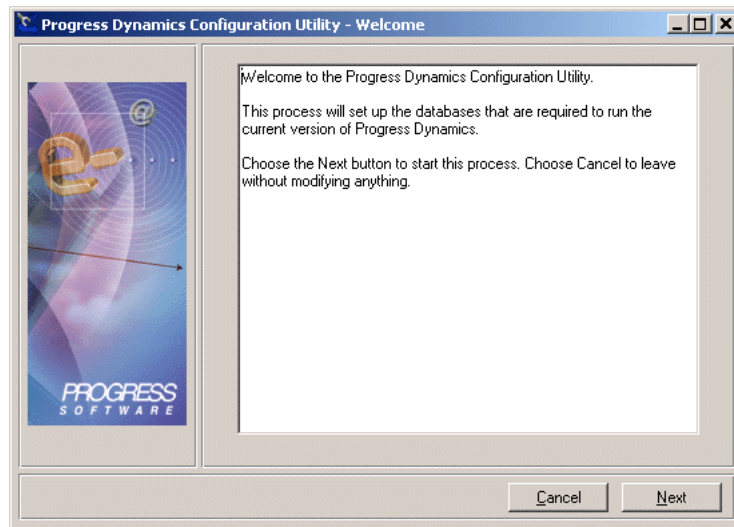 Progress Dynamics Configuration Utility - Welcome
Welcome to the Progress Dynamics Configuration Utility.
This process will set up the databases that are required to run the
current version of Progress Dynamics.
Choose the Next button to start this process. Choose Cancel to leave
without modifying anything.
@
e-
PROGRESS
SOFTWARE
Cancel
Next